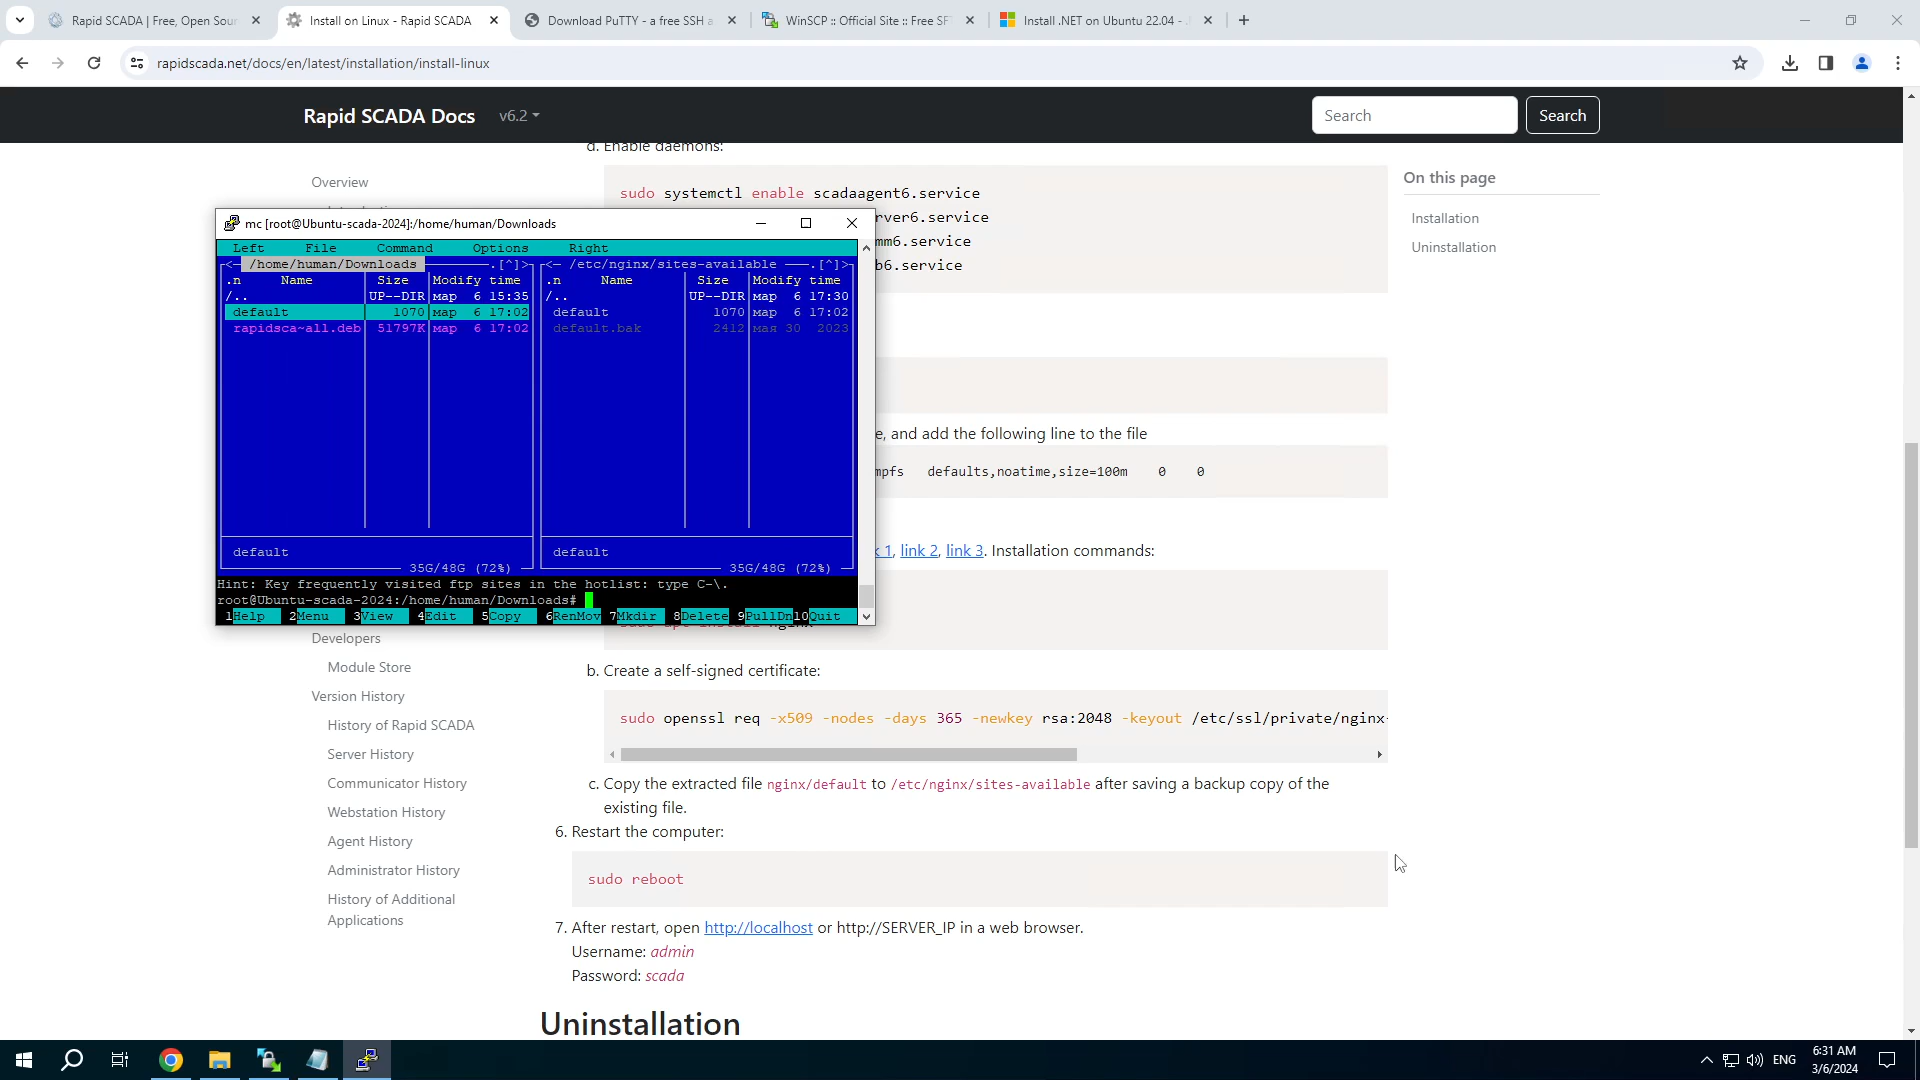 Rapid SCADA | Free, Open Sour
Install on Linux - Rapid SCADA
Download PuTTY - a free SSH a
WinSCP :: Official Site :: Free SF
Install .NET on Ubuntu 22.04 -
rapidscada.net/docs/en/latest/installation/install-linux
Rapid SCADA Docs
v6.2
Search
Search
d. Enable daemons:
Overview
sudo systemctl enable scadaagent6.service
rver6.service
mm6.service
b6.service
On this page
Installation
Uninstallation
mc [root@Ubuntu-scada-2024]:/home/human/Downloads
Left File Command Options Right
<─ /home/human/Downloads ─.[^]>
<─ /etc/nginx/sites-available ─.[^]>
.n Name Size Modify time
.n Name Size Modify time
/.. UP--DIR мар 6 15:35
/.. UP--DIR мар 6 17:30
default 1070 мар 6 17:02
default 1070 мар 6 17:02
rapidsca~all.deb 51797K мар 6 17:02
default.bak 2412 мая 30 2023
default
default
35G/48G (72%)
35G/48G (72%)
Hint: Key frequently visited ftp sites in the hotlist: type C-\.
root@Ubuntu-scada-2024:/home/human/Downloads#
1Help 2Menu 3View 4Edit 5Copy 6RenMov 7Mkdir 8Delete 9PullDn 10Quit
e, and add the following line to the file
mpfs defaults,noatime,size=100m 0 0
k 1, link 2, link 3. Installation commands:
b. Create a self-signed certificate:
sudo openssl req -x509 -nodes -days 365 -newkey rsa:2048 -keyout /etc/ssl/private/nginx-
c. Copy the extracted file nginx/default to /etc/nginx/sites-available after saving a backup copy of the
existing file.
6. Restart the computer:
sudo reboot
7. After restart, open http://localhost or http://SERVER_IP in a web browser.
Username: admin
Password: scada
Uninstallation
Developers
Module Store
Version History
History of Rapid SCADA
Server History
Communicator History
Webstation History
Agent History
Administrator History
History of Additional
Applications
ENG
6:31 AM
3/6/2024